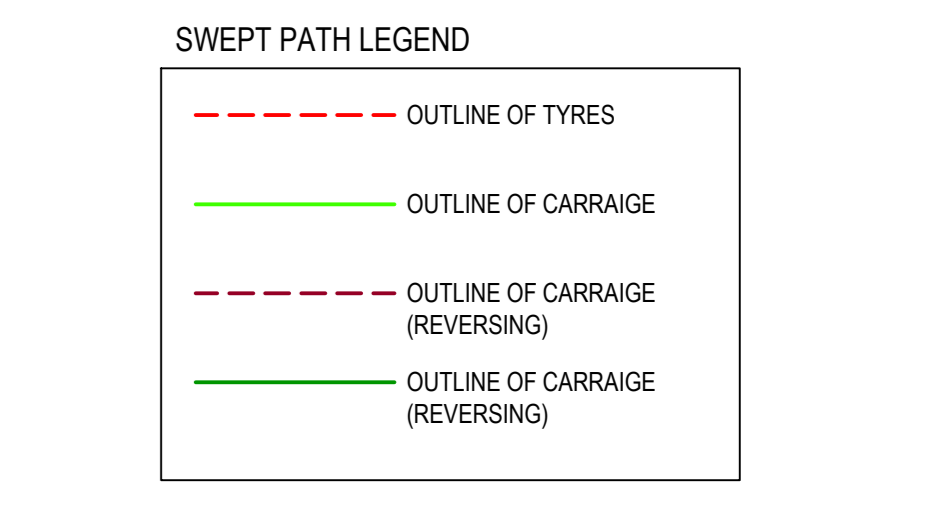 SWEPT PATH LEGEND
OUTLINE OF TYRES
OUTLINE OF CARRAIGE
OUTLINE OF CARRAIGE
(REVERSING)
OUTLINE OF CARRAIGE
(REVERSING)